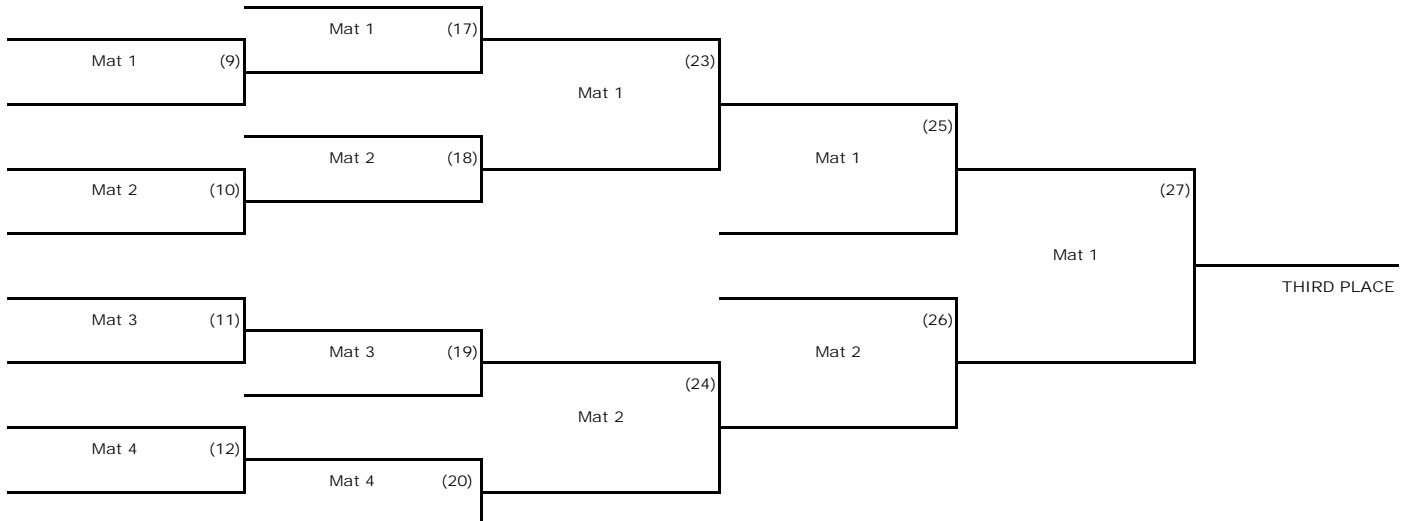 Mat 1 (17)
Mat 1 (9)
(23)
Mat 1
(25)
Mat 2 (18)
Mat 1
Mat 2 (10)
(27)
Mat 1
THIRD PLACE
Mat 3 (11)
(26)
Mat 3 (19)
Mat 2
(24)
Mat 2
Mat 4 (12)
Mat 4 (20)